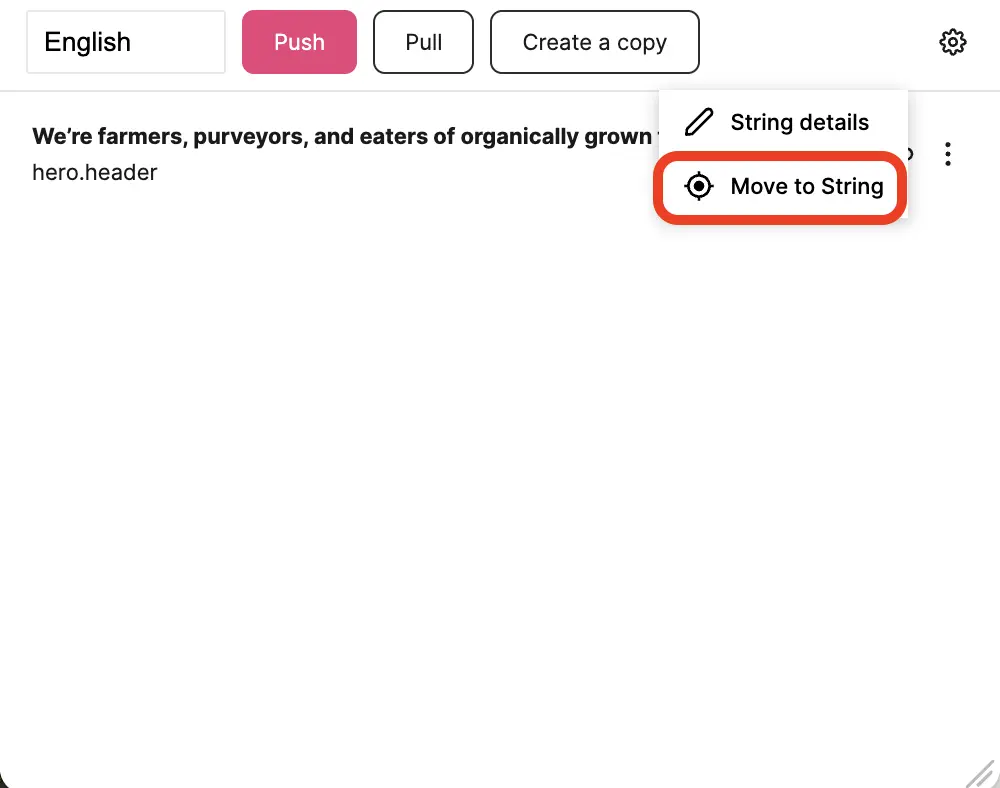 English Push Pull Create a copy
We’re farmers, purveyors, and eaters of organically grown
hero.header
String details
Move to String